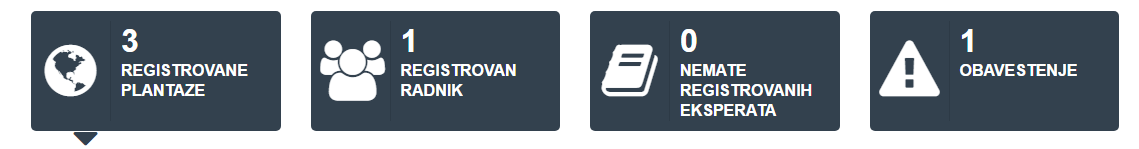 3
REGISTROVANE
PLANTAZE
1
REGISTROVAN
RADNIK
0
NEMATE
REGISTROVANIH
EKSPERATA
1
OBAVESTENJE